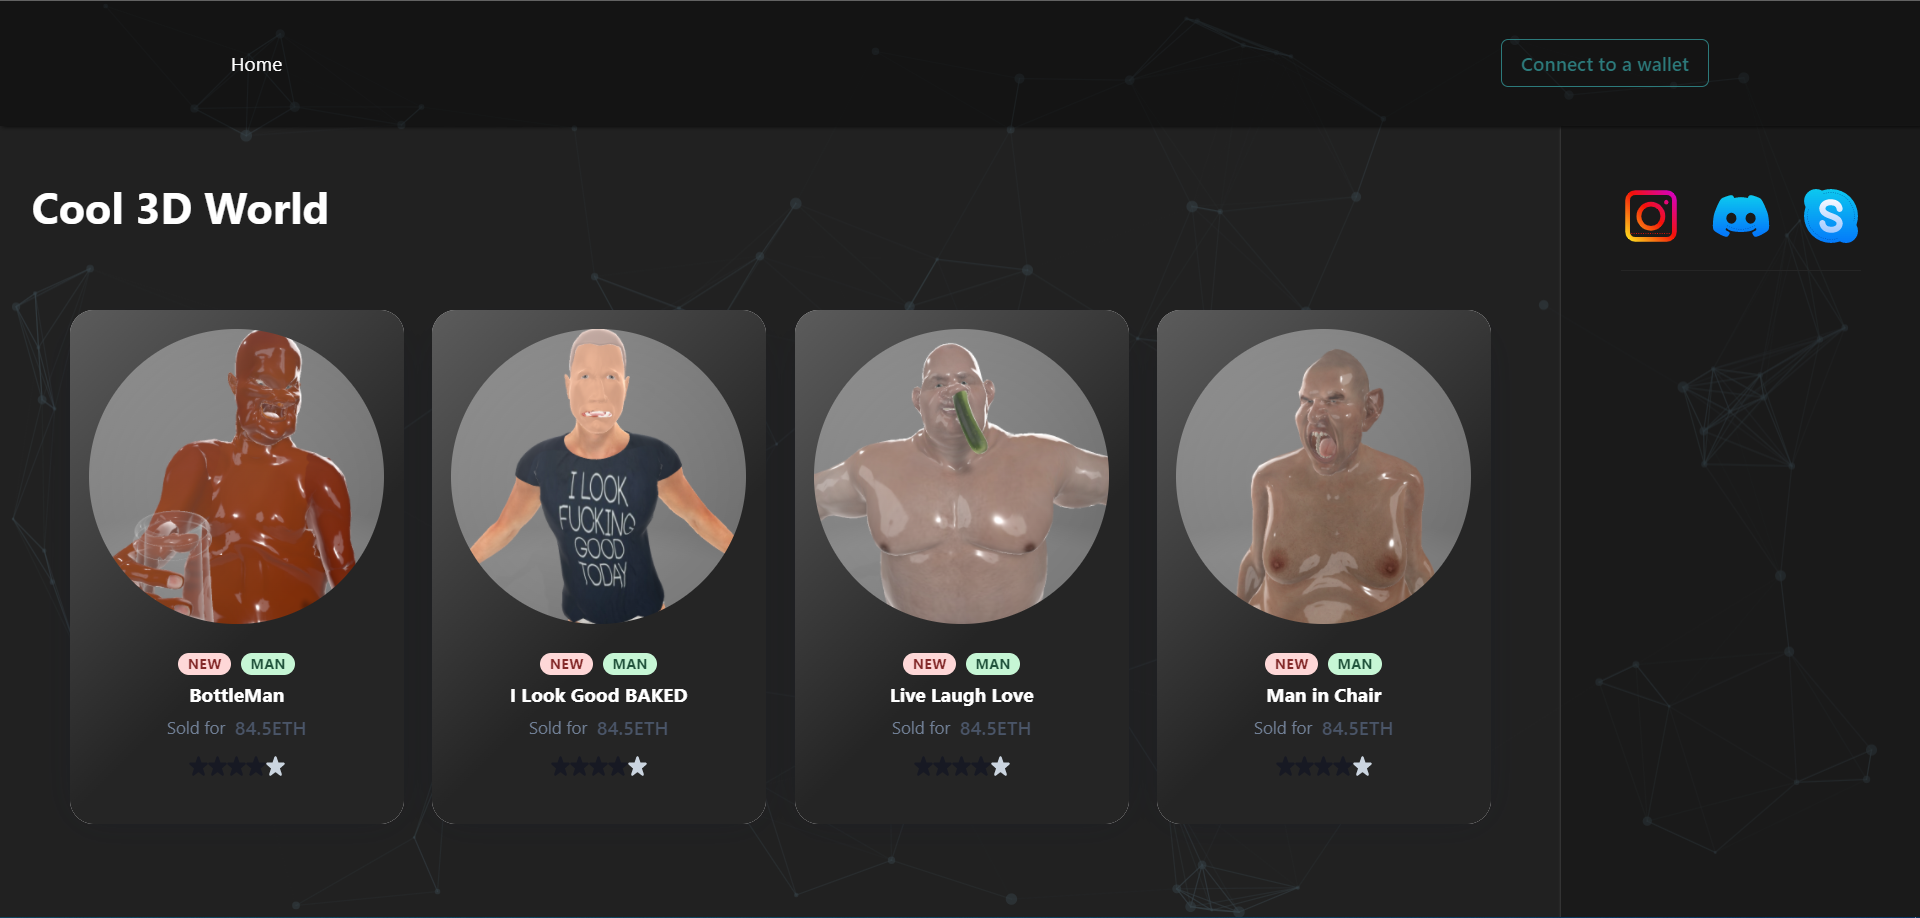 Home
Connect to a wallet
Cool 3D World
S
I LOOK
FUCKING
GOOD
TODAY
NEW MAN
BottleMan
Sold for 84.5ETH
NEW MAN
I Look Good BAKED
Sold for 84.5ETH
NEW MAN
Live Laugh Love
Sold for 84.5ETH
NEW MAN
Man in Chair
Sold for 84.5ETH